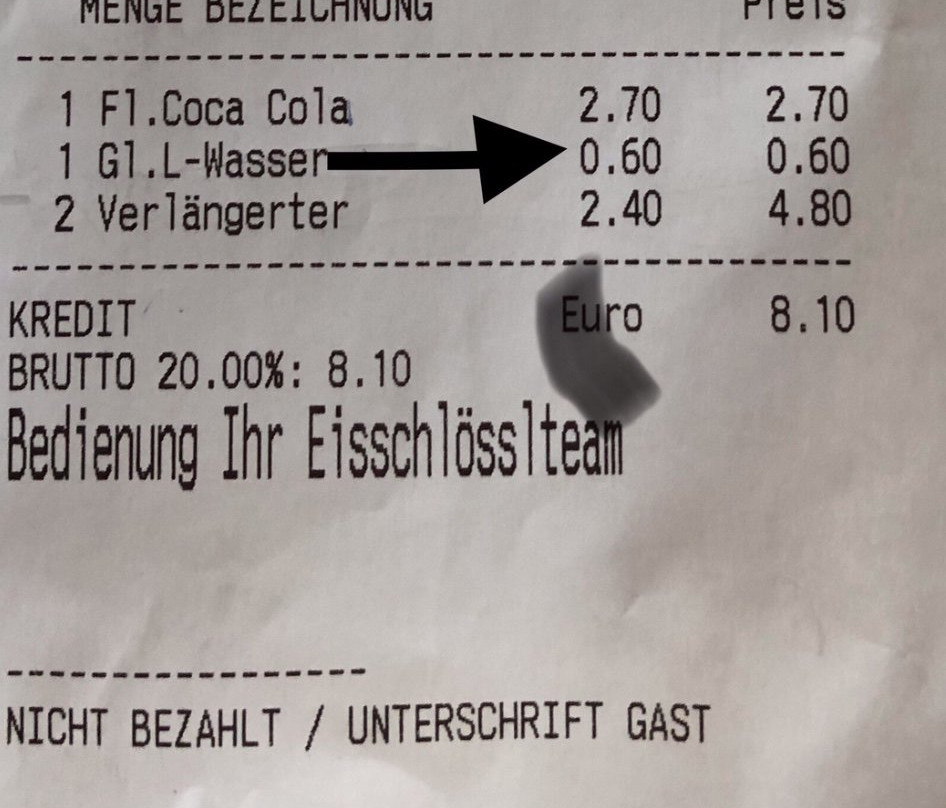 MENGE BEZEICHNUNG Preis
1 Fl.Coca Cola 2.70 2.70
1 Gl.L-Wasser 0.60 0.60
2 Verlängerter 2.40 4.80
KREDIT Euro 8.10
BRUTTO 20.00%: 8.10
Bedienung Ihr Eisschlösslteam
NICHT BEZAHLT / UNTERSCHRIFT GAST